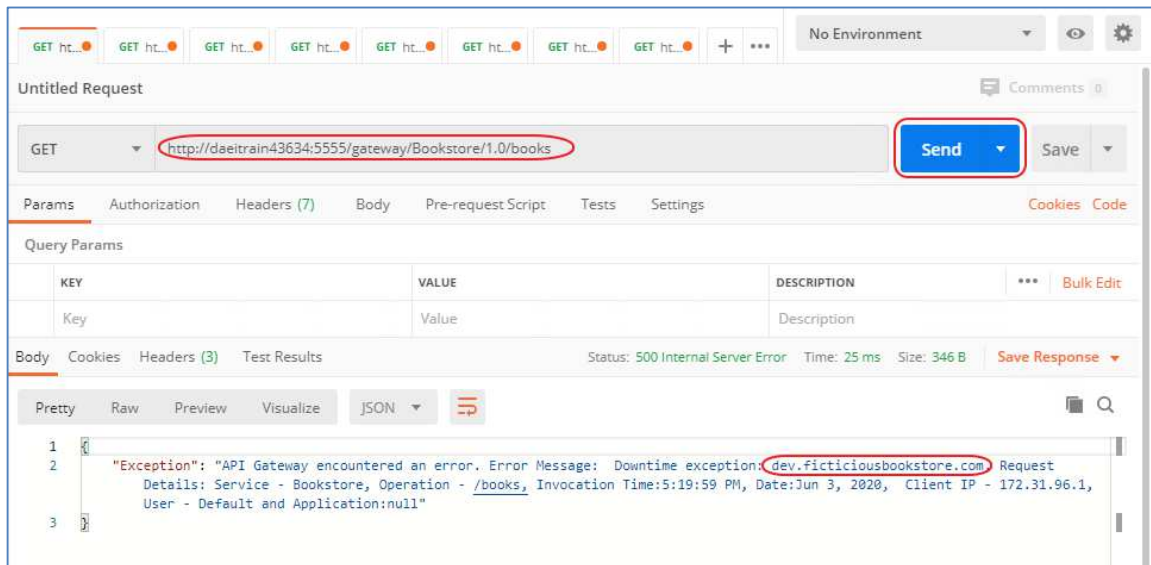 GET ht... GET ht... GET ht... GET ht... GET ht... GET ht... GET ht... GET ht... + ••• No Environment
Untitled Request Comments 0
GET http://daeitrain43634:5555/gateway/Bookstore/1.0/books Send Save
Params Authorization Headers (7) Body Pre-request Script Tests Settings Cookies Code
Query Params
KEY VALUE DESCRIPTION ••• Bulk Edit
Key Value Description
Body Cookies Headers (3) Test Results Status: 500 Internal Server Error Time: 25 ms Size: 346 B Save Response
Pretty Raw Preview Visualize JSON
1 {
2 "Exception": "API Gateway encountered an error. Error Message: Downtime exception: dev.ficticiousbookstore.com. Request
Details: Service - Bookstore, Operation - /books, Invocation Time:5:19:59 PM, Date:Jun 3, 2020, Client IP - 172.31.96.1,
User - Default and Application:null"
3 }